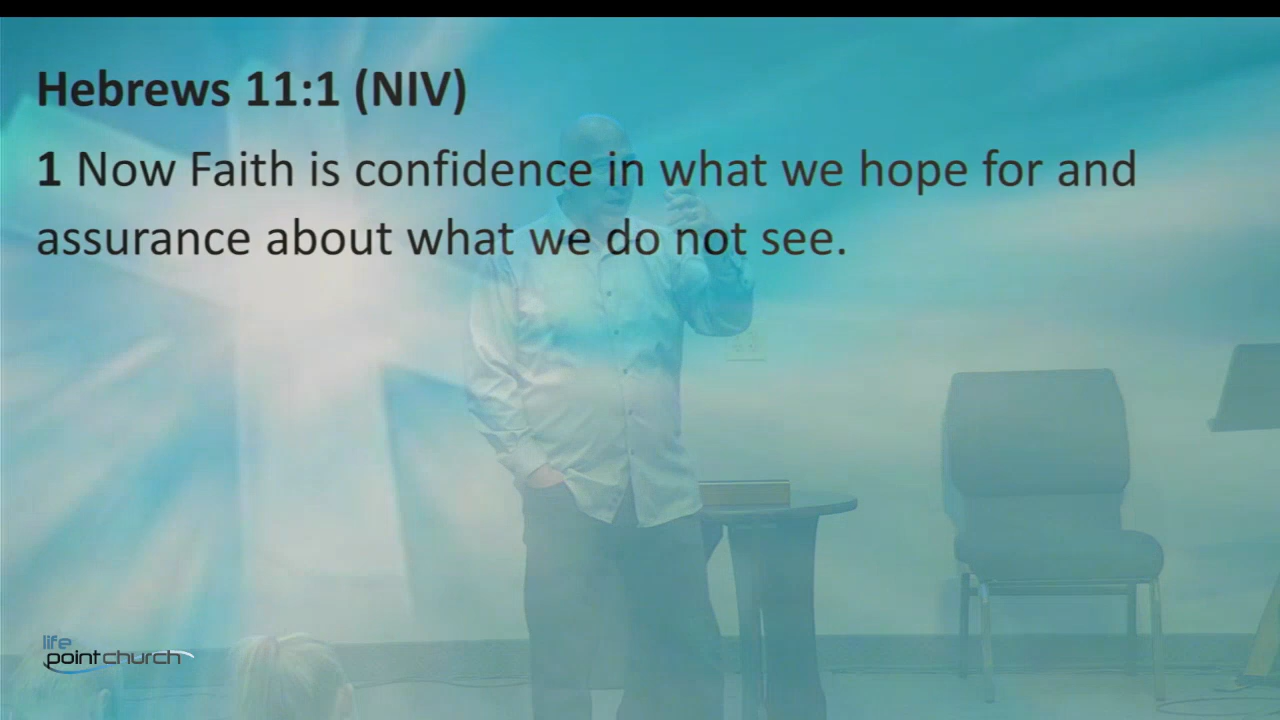 Hebrews 11:1 (NIV)
1 Now Faith is confidence in what we hope for and
assurance about what we do not see.
life
pointchurch